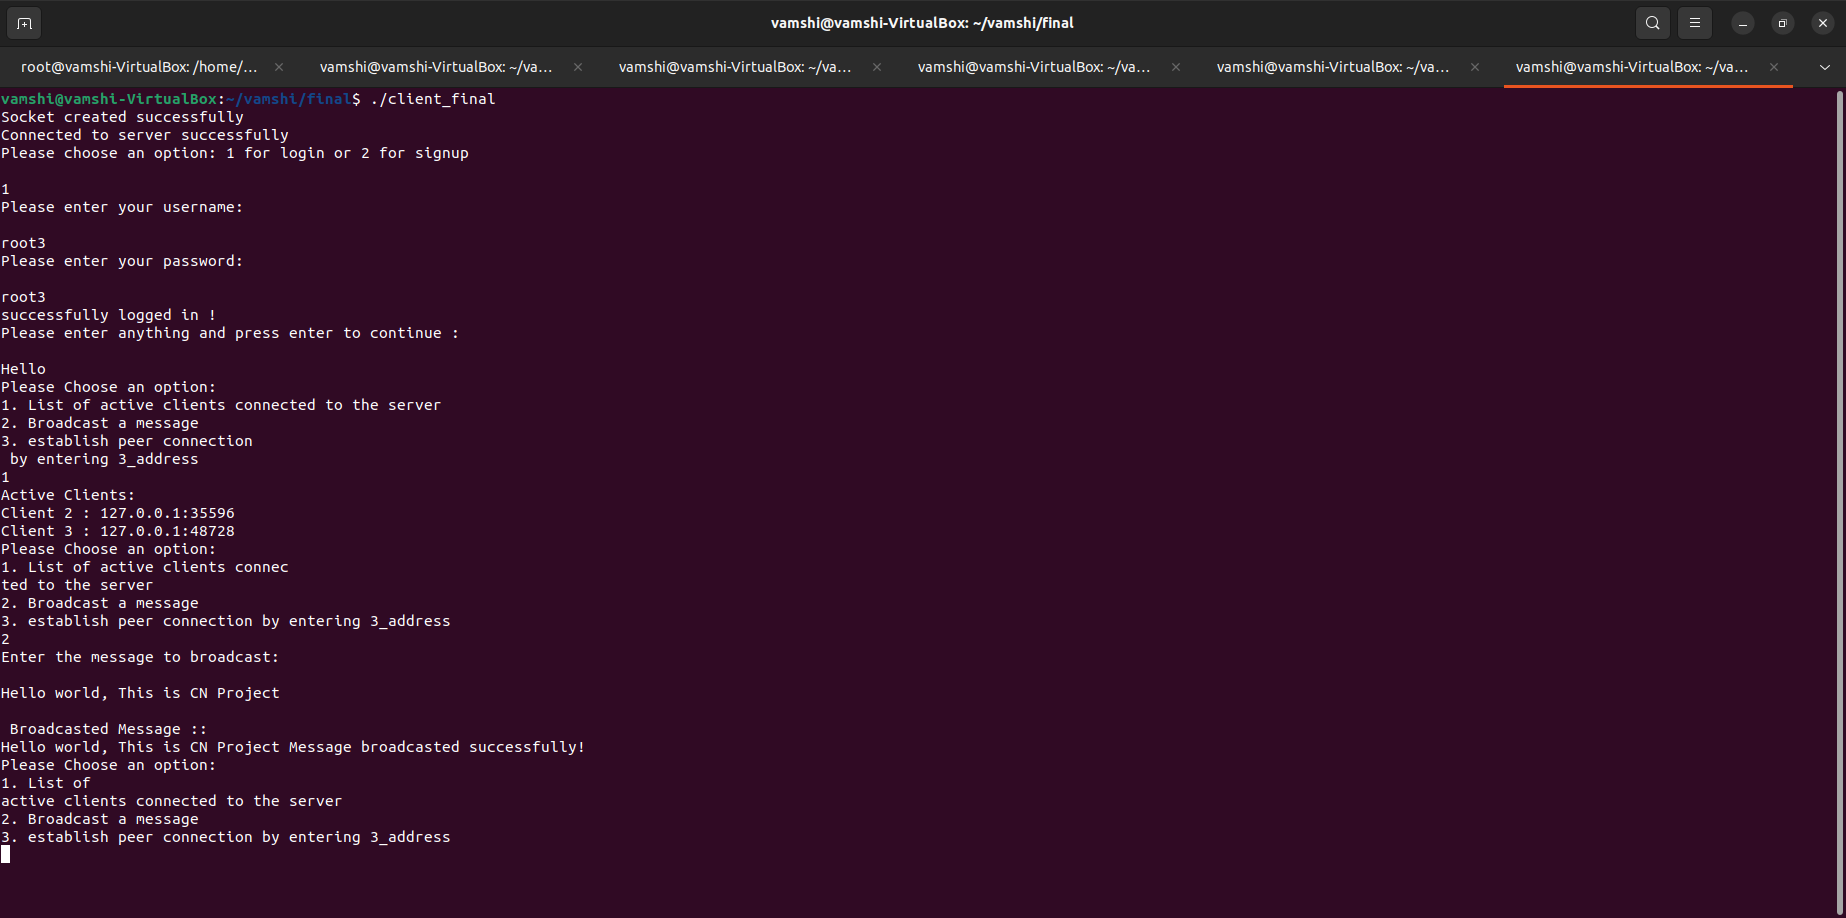 vamshi@vamshi-VirtualBox: ~/vamshi/final
root@vamshi-VirtualBox: /home/...
vamshi@vamshi-VirtualBox: ~/va...
vamshi@vamshi-VirtualBox: ~/va...
vamshi@vamshi-VirtualBox: ~/va...
vamshi@vamshi-VirtualBox: ~/va...
vamshi@vamshi-VirtualBox: ~/va...
vamshi@vamshi-VirtualBox:~/vamshi/final$ ./client_final
Socket created successfully
Connected to server successfully
Please choose an option: 1 for login or 2 for signup
1
Please enter your username:
root3
Please enter your password:
root3
successfully logged in !
Please enter anything and press enter to continue :
Hello
Please Choose an option:
1. List of active clients connected to the server
2. Broadcast a message
3. establish peer connection
by entering 3_address
1
Active Clients:
Client 2 : 127.0.0.1:35596
Client 3 : 127.0.0.1:48728
Please Choose an option:
1. List of active clients connec
ted to the server
2. Broadcast a message
3. establish peer connection by entering 3_address
2
Enter the message to broadcast:
Hello world, This is CN Project
Broadcasted Message ::
Hello world, This is CN Project Message broadcasted successfully!
Please Choose an option:
1. List of
active clients connected to the server
2. Broadcast a message
3. establish peer connection by entering 3_address